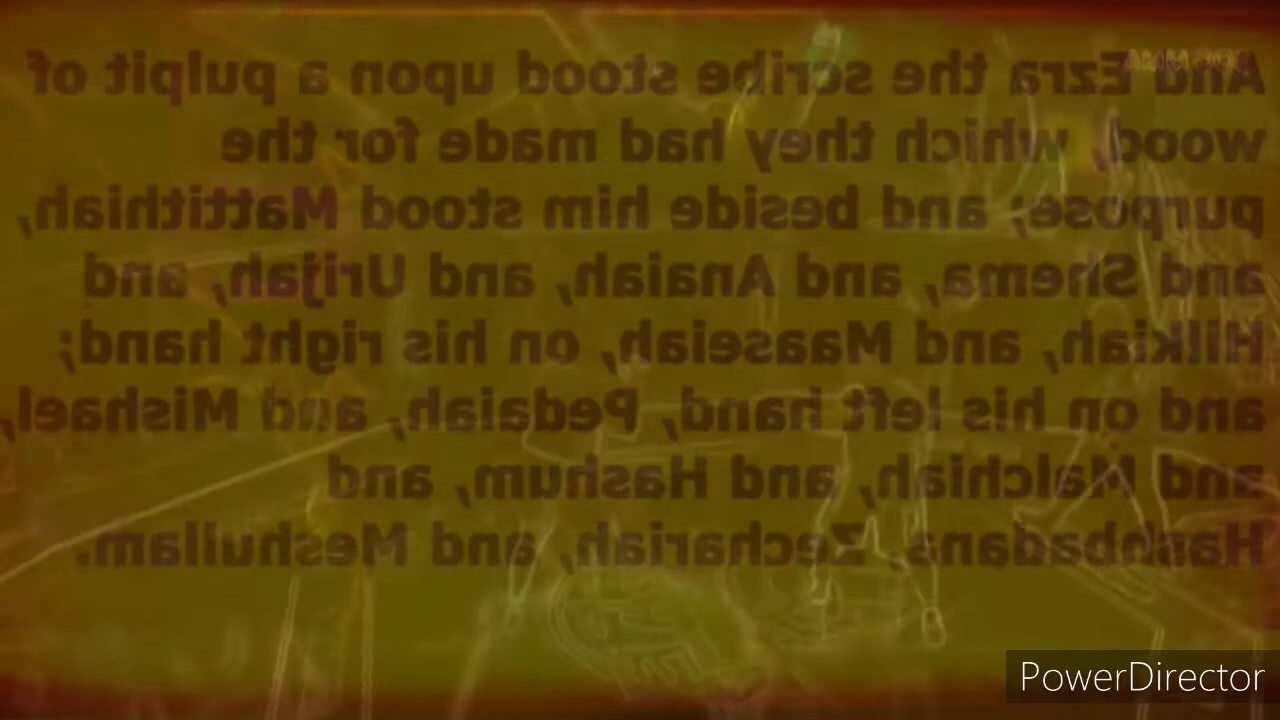 And Ezra the scribe stood upon a pulpit of
wood, which they had made for the
purpose; and beside him stood Mattithiah,
and Shema, and Anaiah, and Urijah, and
Hilkiah, and Maaseiah, on his right hand;
and on his left hand, Pedaiah, and Mishael,
and Malchiah, and Hashum, and
Hashbadana, Zechariah, and Meshullam.
PowerDirector